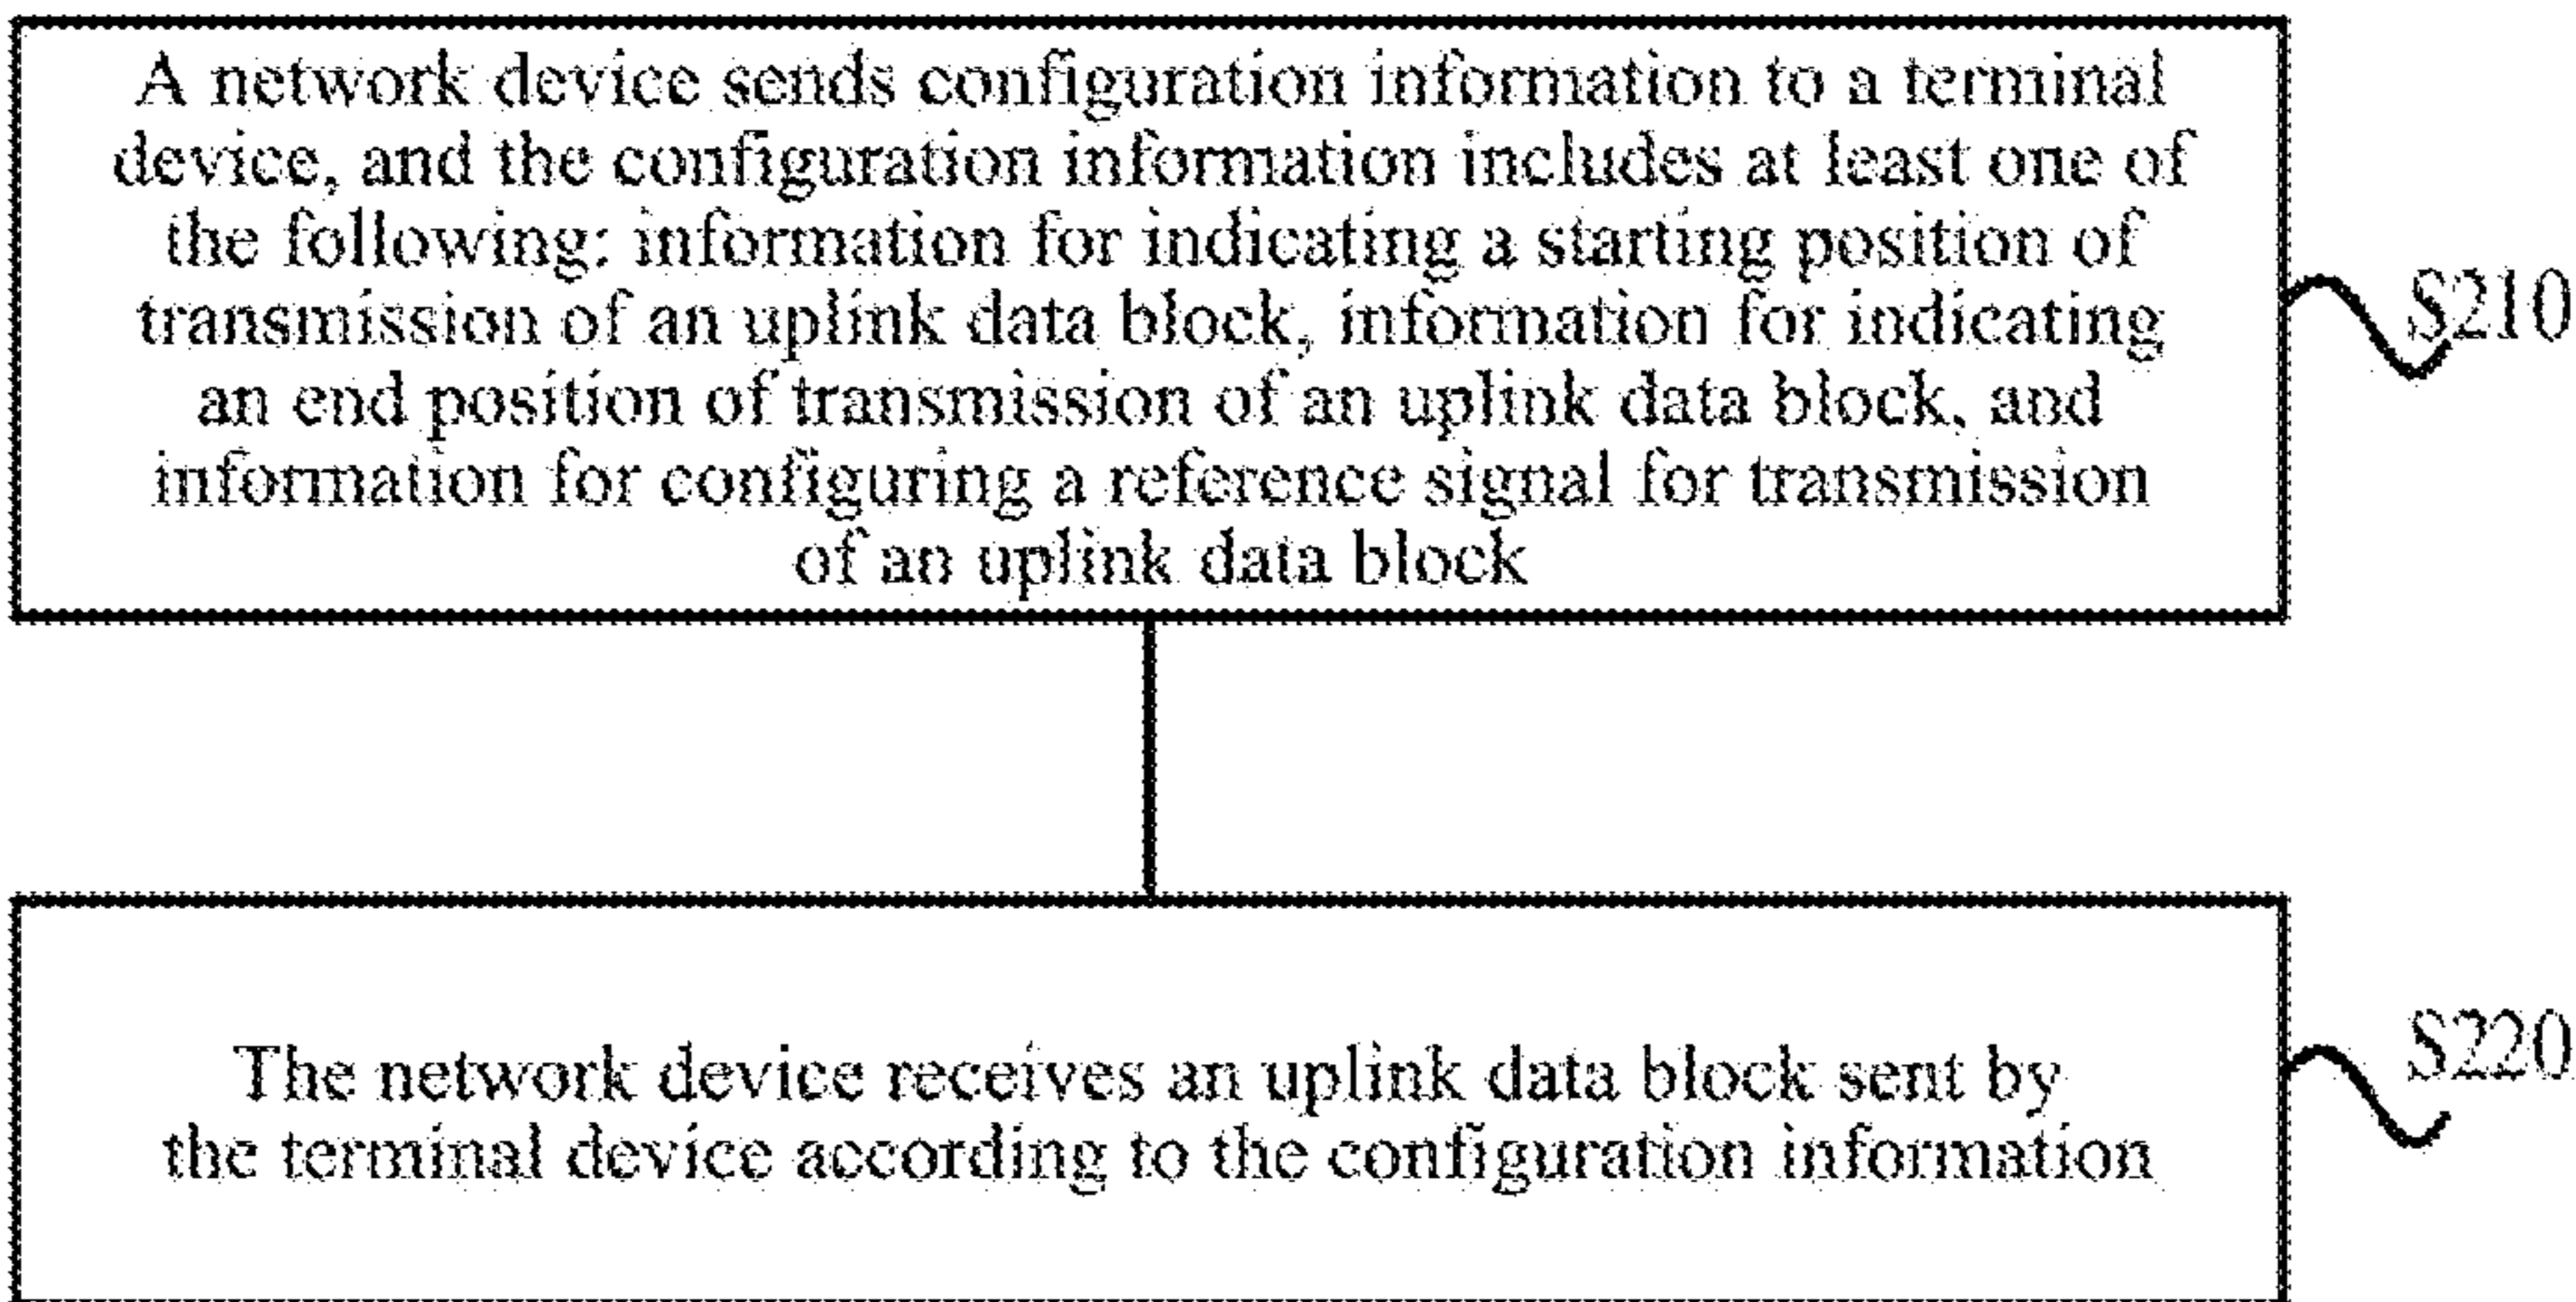 A network device sends configuration information to a terminal
device, and the configuration information includes at least one of
the following: information for indicating a starting position of
transmission of an uplink data block, information for indicating
an end position of transmission of an uplink data block, and
information for configuring a reference signal for transmission
of an uplink data block
S210
The network device receives an uplink data block sent by
the terminal device according to the configuration information
S220